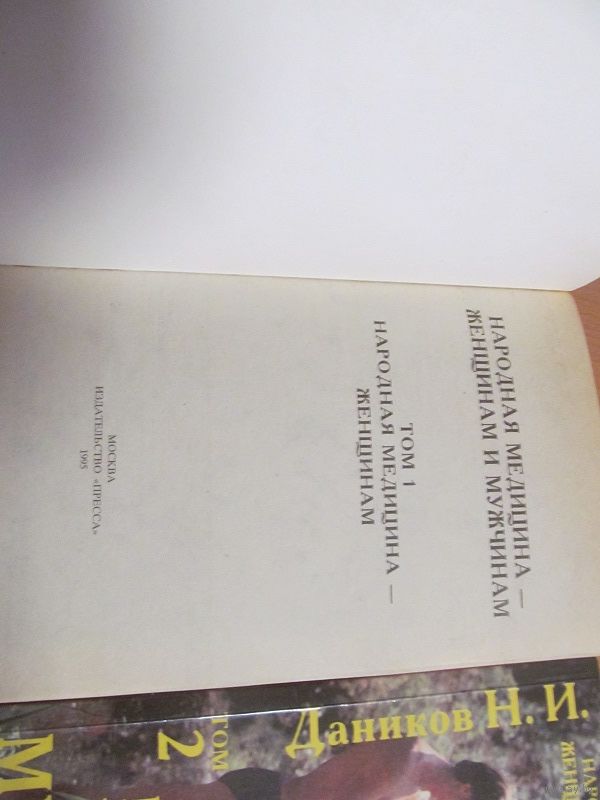 НАРОДНАЯ МЕДИЦИНА —
ЖЕНЩИНАМ И МУЖЧИНАМ
ТОМ 1
НАРОДНАЯ МЕДИЦИНА —
ЖЕНЩИНАМ
МОСКВА
ИЗДАТЕЛЬСТВО «ПРЕССА»
1995
Даников Н. И.
ТОМ
2